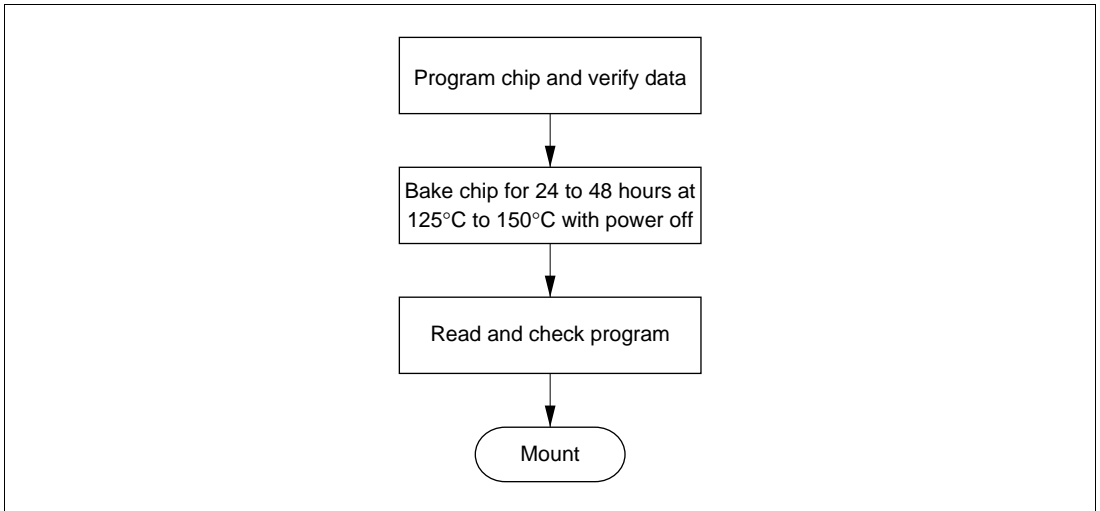 Program chip and verify data
Bake chip for 24 to 48 hours at
125°C to 150°C with power off
Read and check program
Mount